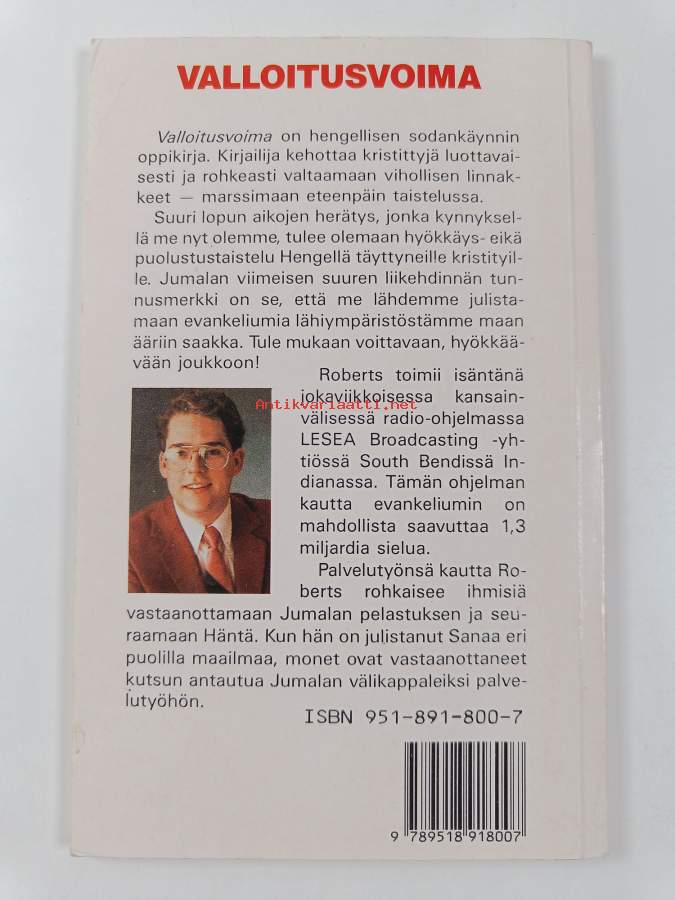 VALLOITUSVOIMA
Valloitusvoima on hengellisen sodankäynnin
oppikirja. Kirjailija kehottaa kristittyjä luottavai-
sesti ja rohkeasti valtaamaan vihollisen linnak-
keet — marssimaan eteenpäin taistelussa.
Suuri lopun aikojen herätys, jonka kynnyksel-
lä me nyt olemme, tulee olemaan hyökkäys- eikä
puolustustaistelu Hengellä täyttyneille kristityil-
le. Jumalan viimeisen suuren liikehdinnän tun-
nusmerkki on se, että me lähdemme julista-
maan evankeliumia lähiympäristöstämme maan
ääriin saakka. Tule mukaan voittavaan, hyökkää-
vään joukkoon!
Roberts toimii isäntänä
jokaviikkoisessa kansain-
Antikvariaatti.net
välisessä radio-ohjelmassa
LESEA Broadcasting -yh-
tiössä South Bendissä In-
dianassa. Tämän ohjelman
kautta evankeliumin on
mahdollista saavuttaa 1,3
miljardia sielua.
Palvelutyönsä kautta Ro-
berts rohkaisee ihmisiä
vastaanottamaan Jumalan pelastuksen ja seu-
raamaan Häntä. Kun hän on julistanut Sanaa eri
puolilla maailmaa, monet ovat vastaanottaneet
kutsun antautua Jumalan välikappaleiksi palve-
lutyöhön.
ISBN 951-891-800-7
9 789518 918007